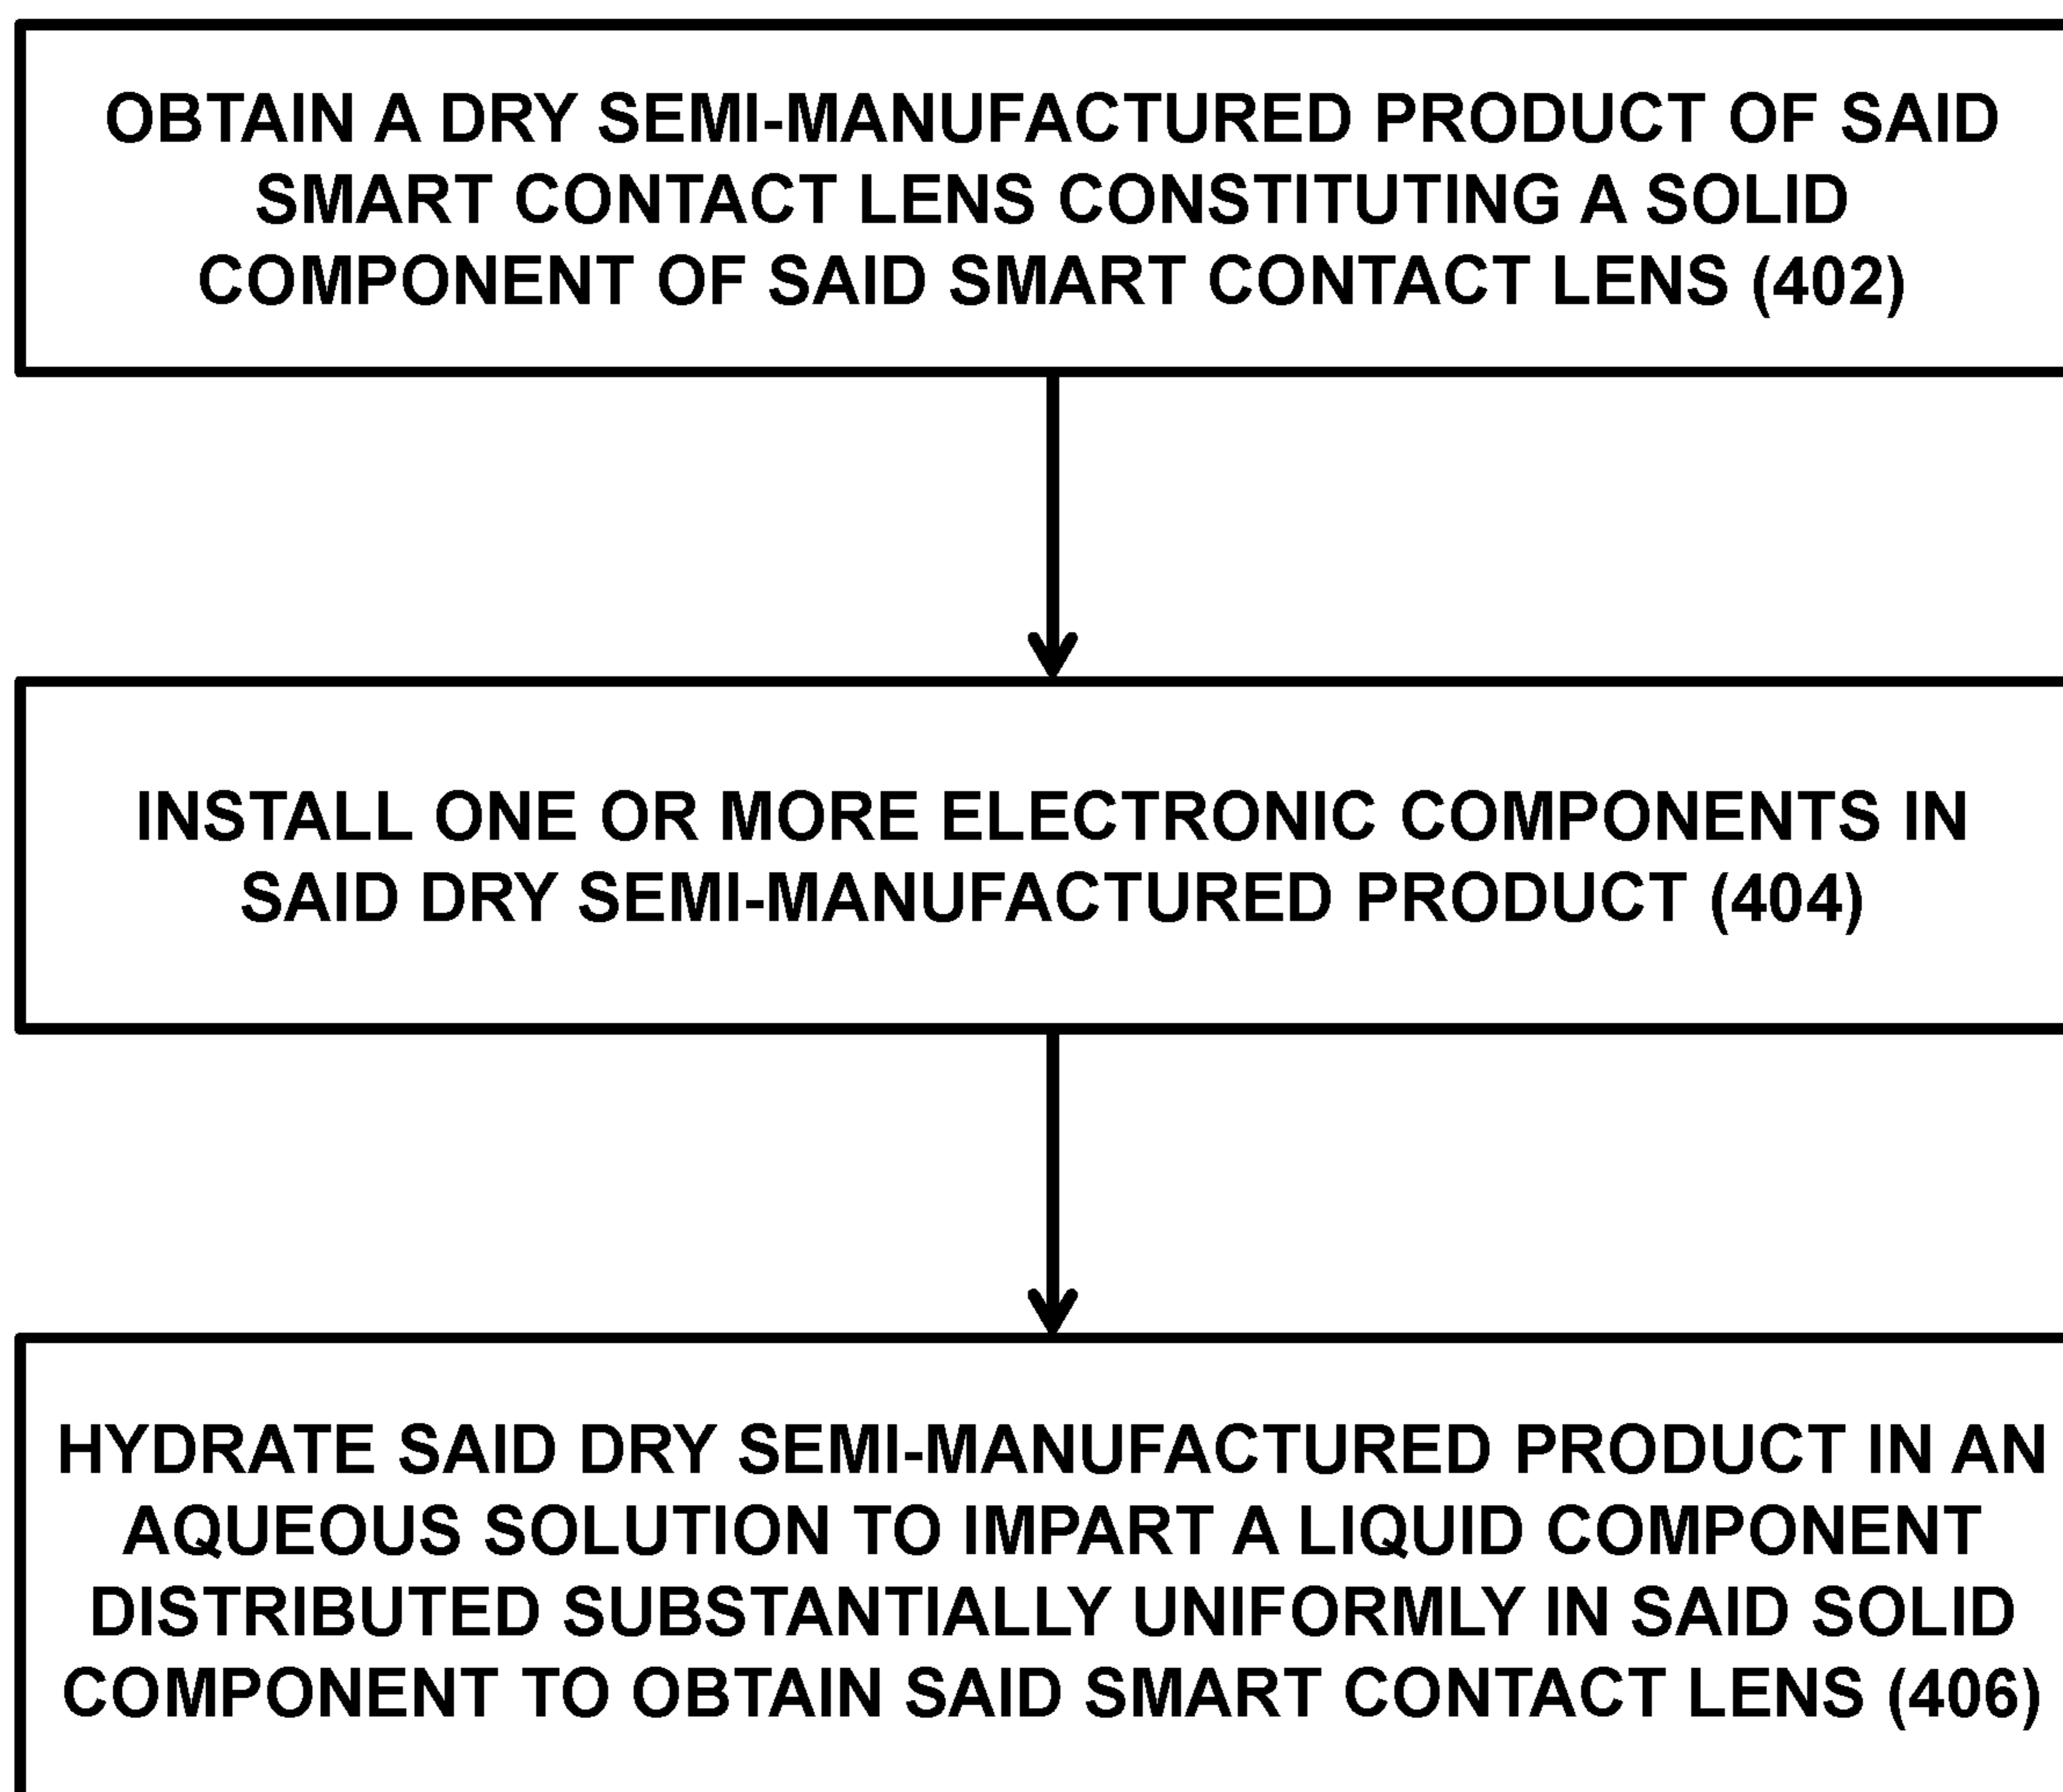 OBTAIN A DRY SEMI-MANUFACTURED PRODUCT OF SAID
SMART CONTACT LENS CONSTITUTING A SOLID
COMPONENT OF SAID SMART CONTACT LENS (402)
INSTALL ONE OR MORE ELECTRONIC COMPONENTS IN
SAID DRY SEMI-MANUFACTURED PRODUCT (404)
HYDRATE SAID DRY SEMI-MANUFACTURED PRODUCT IN AN
AQUEOUS SOLUTION TO IMPART A LIQUID COMPONENT
DISTRIBUTED SUBSTANTIALLY UNIFORMLY IN SAID SOLID
COMPONENT TO OBTAIN SAID SMART CONTACT LENS (406)